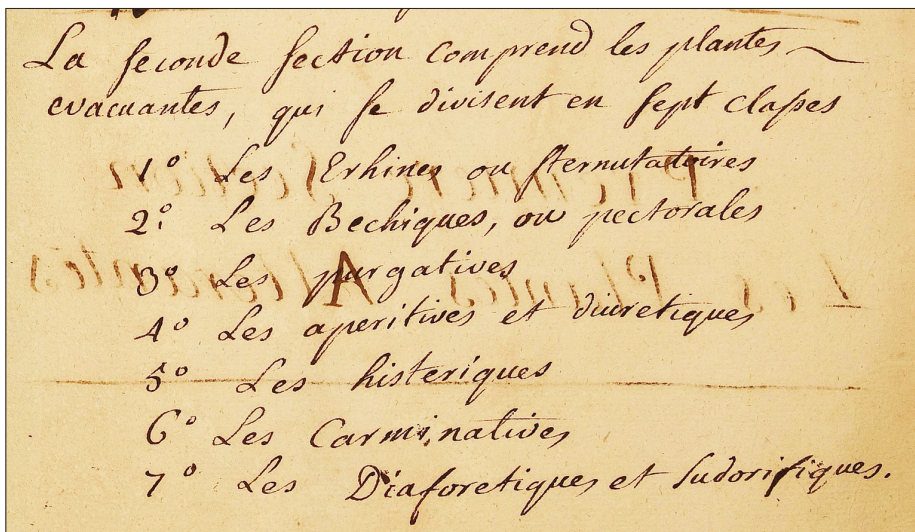 La seconde section comprend les plantes
evacuantes, qui se divisent en sept classes
1° Les Erhines ou sternutatoires
2° Les Bechiques, ou pectorales
3° Les purgatives
4° Les aperitives et diuretiques
5° Les histeriques
6° Les Carminatives
7° Les Diaforetiques et sudorifiques.